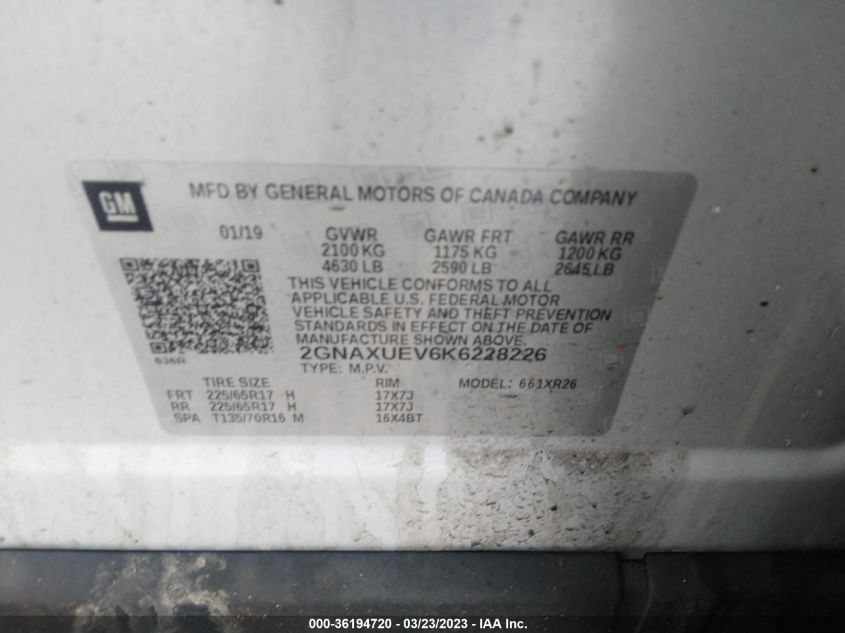 GM
MFD BY GENERAL MOTORS OF CANADA COMPANY
01/19 GVWR GAWR FRT GAWR RR
2100 KG 1175 KG 1200 KG
4630 LB 2590 LB 2645 LB
THIS VEHICLE CONFORMS TO ALL
APPLICABLE U.S. FEDERAL MOTOR
VEHICLE SAFETY AND THEFT PREVENTION
STANDARDS IN EFFECT ON THE DATE OF
MANUFACTURE SHOWN ABOVE.
636R 2GNAXUEV6K6228226
TYPE: M.P.V.
TIRE SIZE RIM MODEL: 661XR26
FRT 225/65R17 H 17X7J
RR 225/65R17 H 17X7J
SPA T135/70R16 M 16X4BT
000-36194720 - 03/23/2023 - IAA Inc.